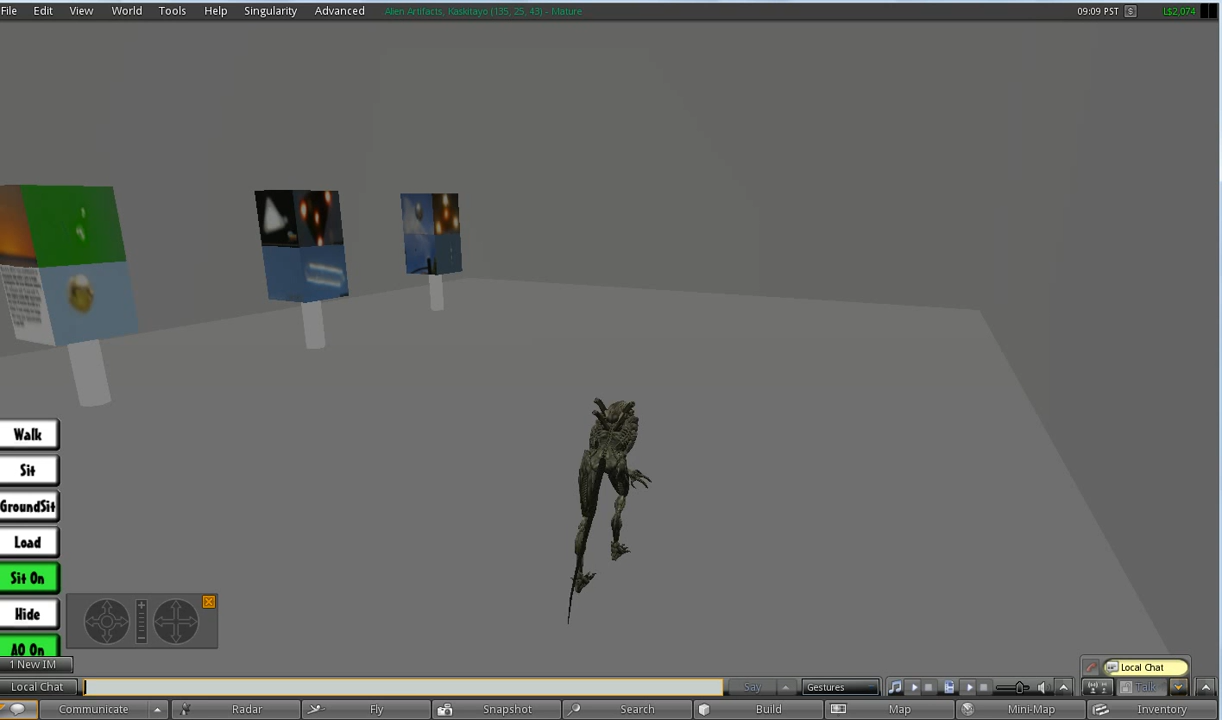 File Edit View World Tools Help Singularity Advanced Alien Artifacts, Kaskitayo (135, 25, 43) - Mature 09:09 PST S L$2,074
Walk
Sit
GroundSit
Load
Sit On
Hide
AO On
1 New IM
Local Chat
Local Chat Say Gestures Talk
Communicate Radar Fly Snapshot Search Build Map Mini-Map Inventory